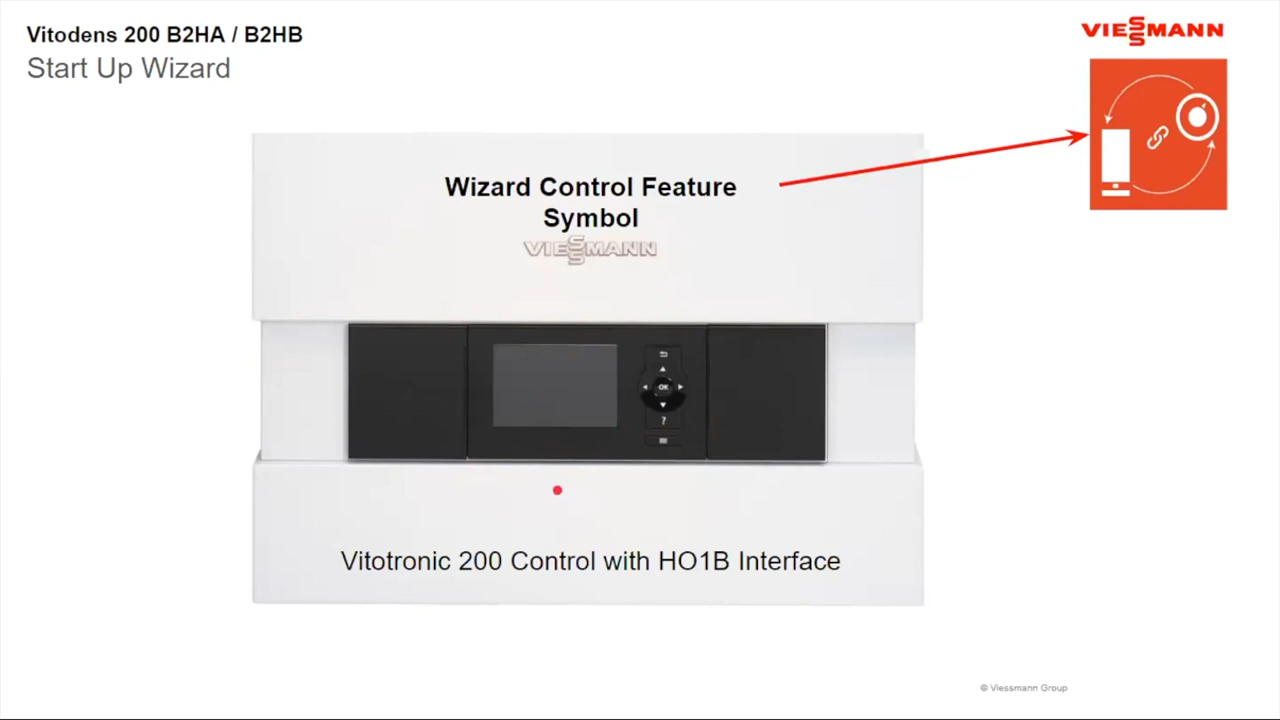 Vitodens 200 B2HA / B2HB
Start Up Wizard
VIESSMANN
Wizard Control Feature
Symbol
VIESSMANN
OK
?
Vitotronic 200 Control with HO1B Interface
© Viessmann Group